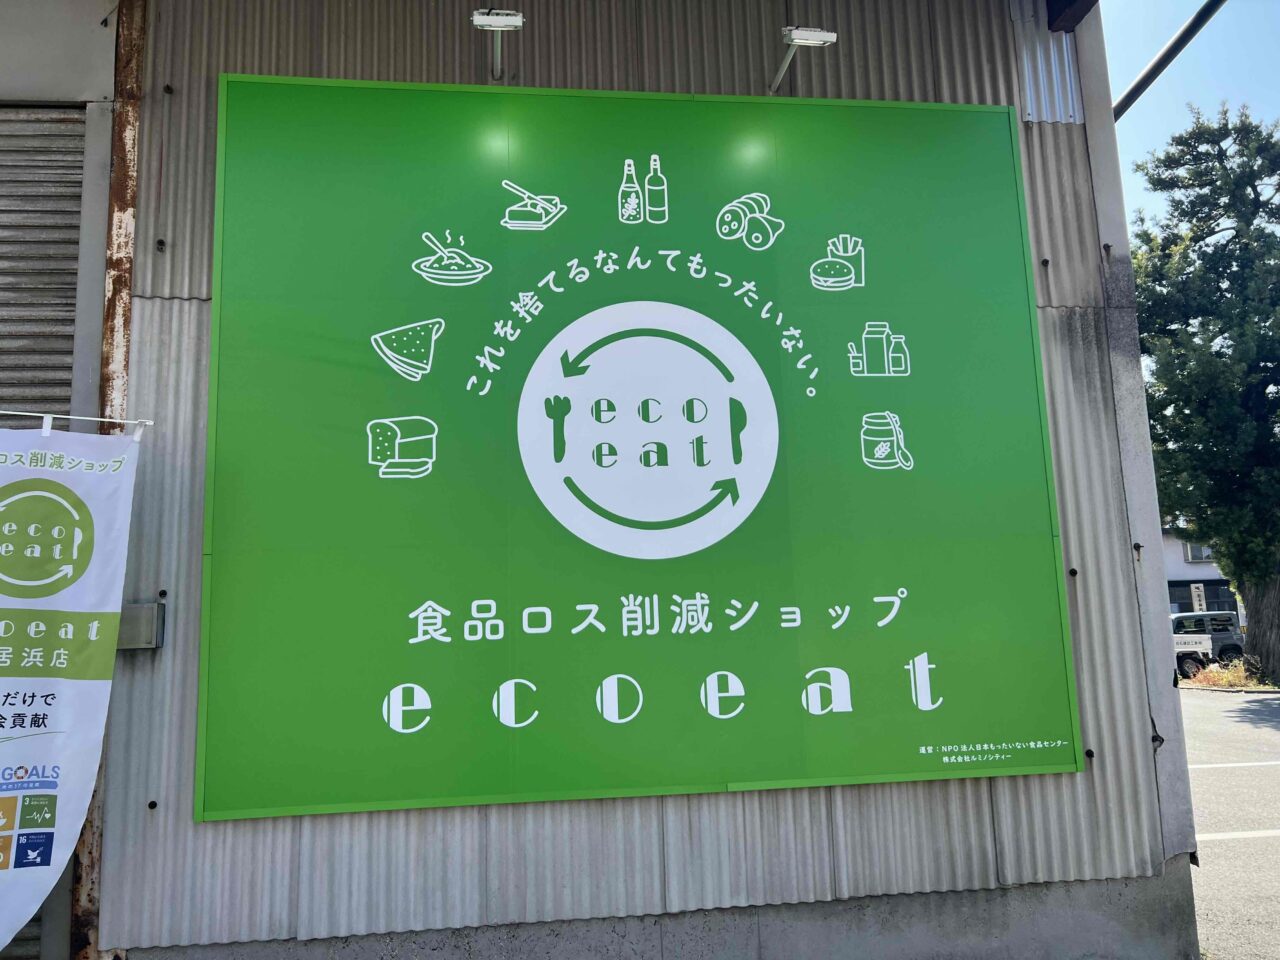 これを捨てるなんてもったいない。
eco
eat
食品ロス削減ショップ
ecoeat
運営：NPO法人日本もったいない食品センター
株式会社ルミノシティー
ロス削減ショップ
eco
eat
oeat
居浜店
だけで
会貢献
GOALS
3
16